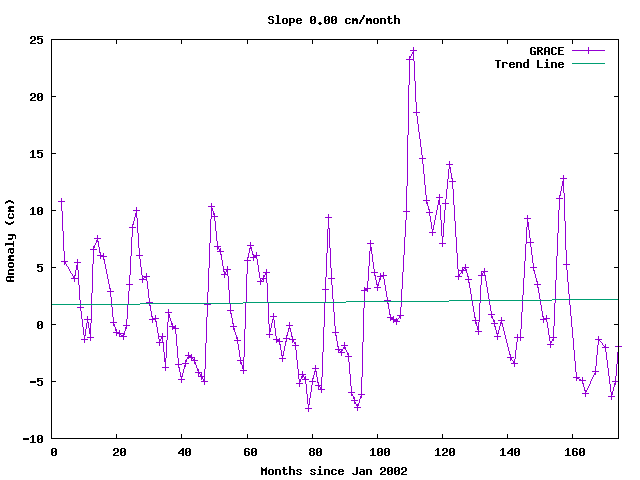 Slope 0.00 cm/month
25
GRACE
Trend Line
20
15
10
5
0
-5
-10
Anomaly (cm)
0 20 40 60 80 100 120 140 160
Months since Jan 2002